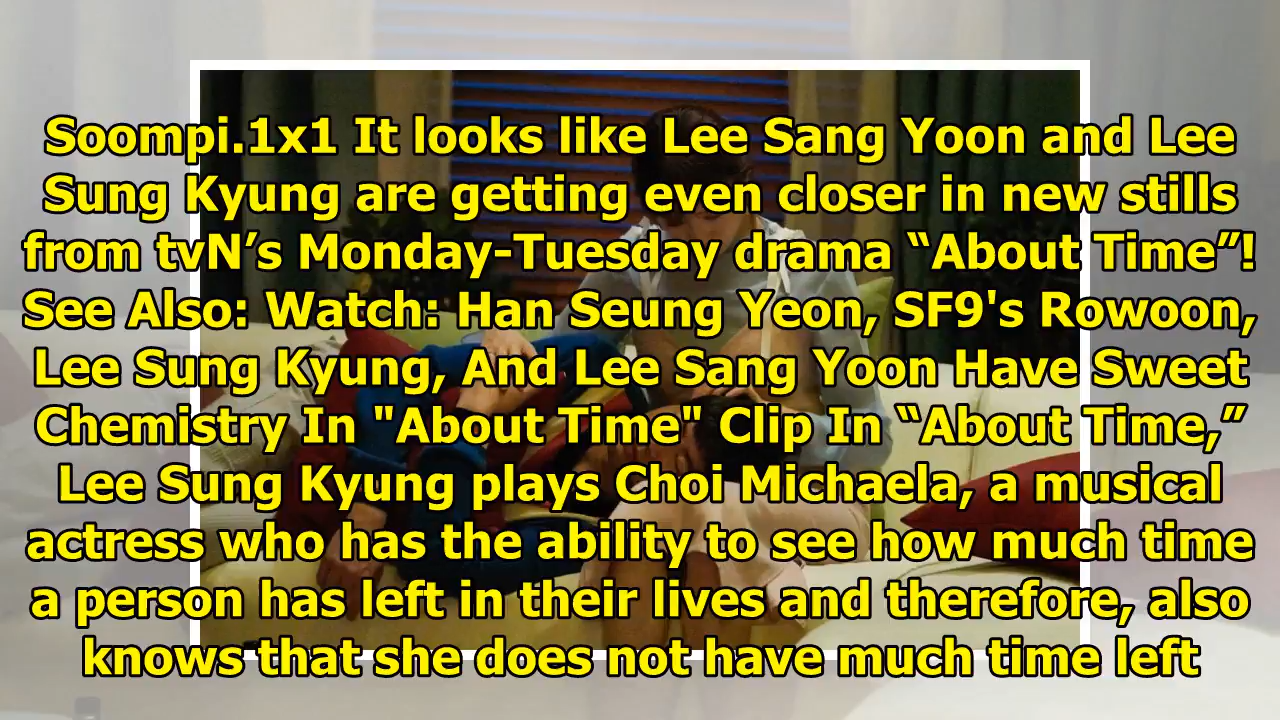 Soompi.1x1 It looks like Lee Sang Yoon and Lee
Sung Kyung are getting even closer in new stills
from tvN’s Monday-Tuesday drama “About Time”!
See Also: Watch: Han Seung Yeon, SF9's Rowoon,
Lee Sung Kyung, And Lee Sang Yoon Have Sweet
Chemistry In "About Time" Clip In “About Time,”
Lee Sung Kyung plays Choi Michaela, a musical
actress who has the ability to see how much time
a person has left in their lives and therefore, also
knows that she does not have much time left